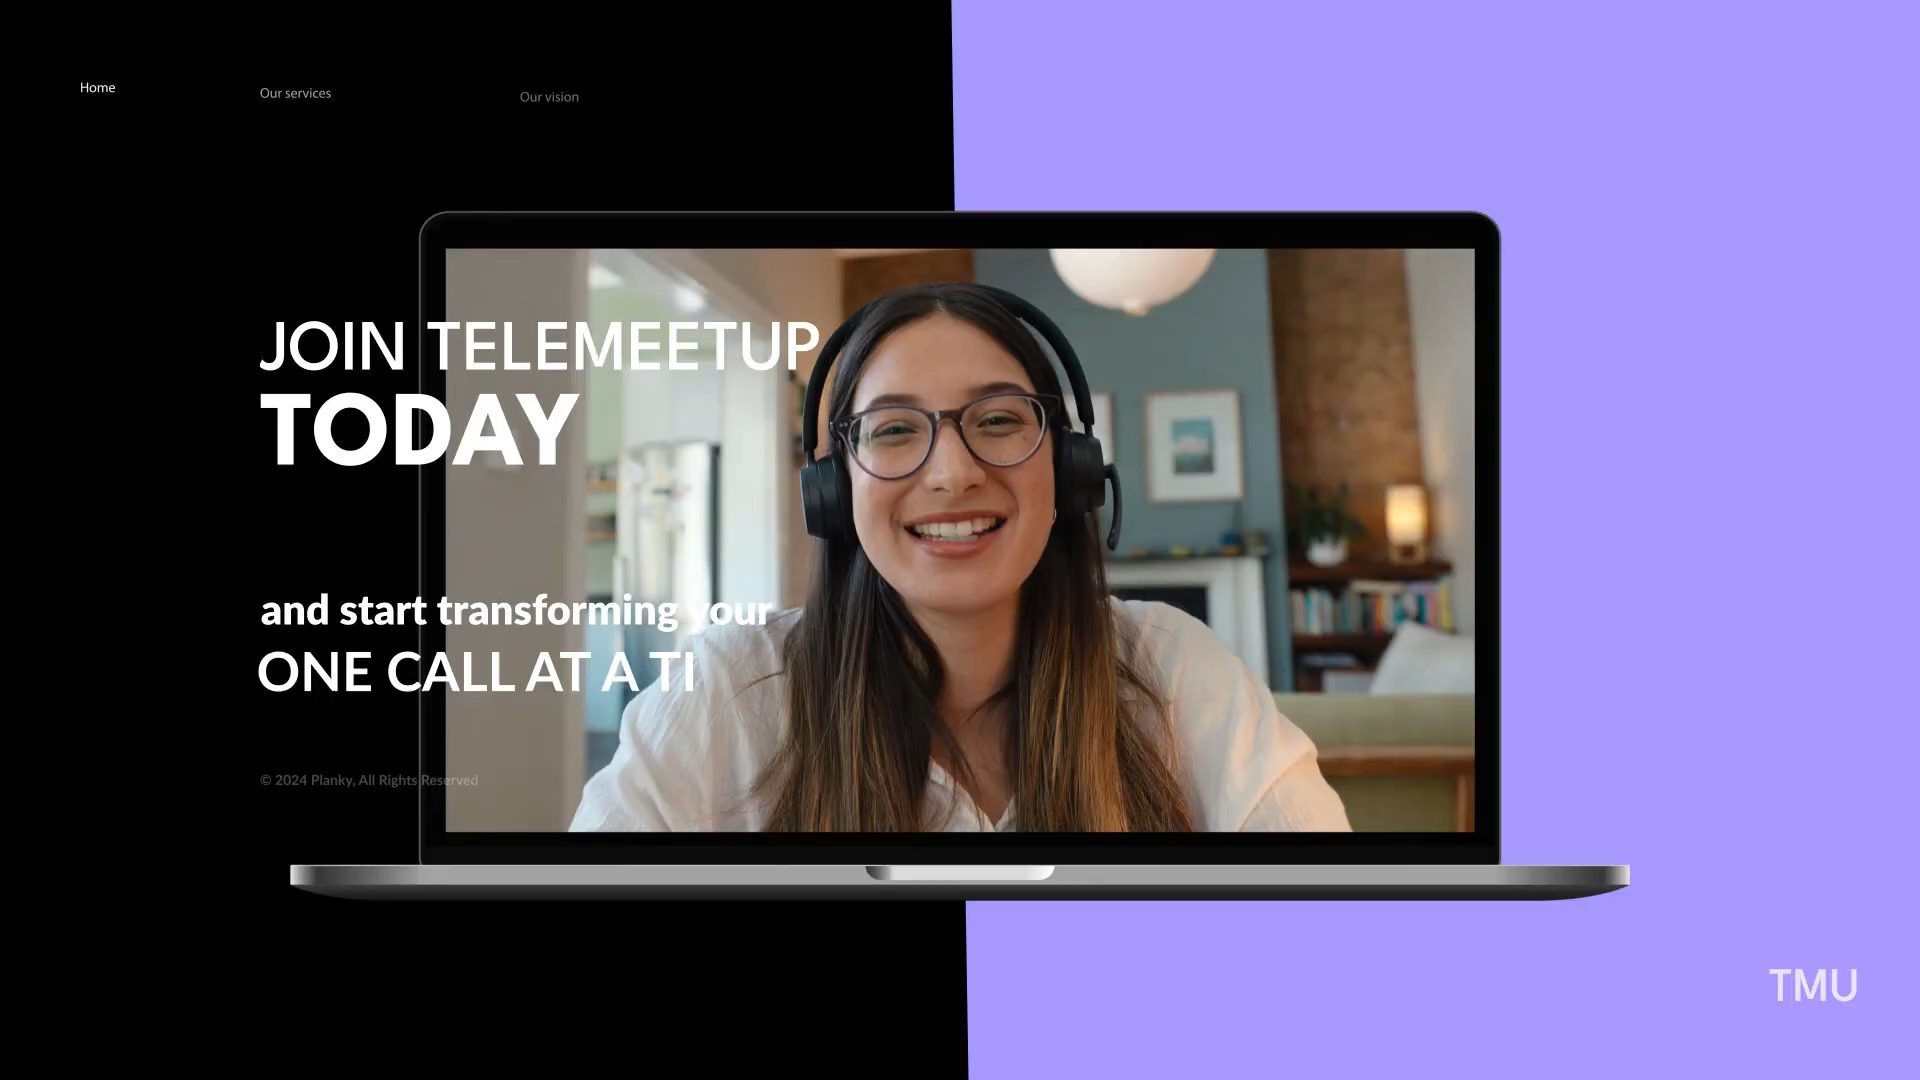 Home
Our services
Our vision
JOIN TELEMEETUP
TODAY
and start transforming your
ONE CALL AT A TI
© 2024 Planky, All Rights Reserved
TMU